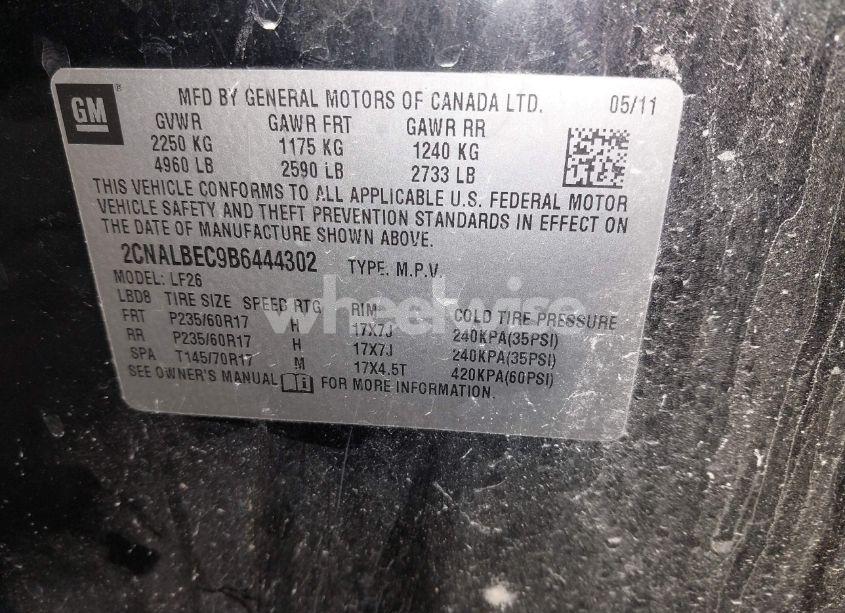 GM
MFD BY GENERAL MOTORS OF CANADA LTD. 05/11
GVWR GAWR FRT GAWR RR
2250 KG 1175 KG 1240 KG
4960 LB 2590 LB 2733 LB
THIS VEHICLE CONFORMS TO ALL APPLICABLE U.S. FEDERAL MOTOR
VEHICLE SAFETY AND THEFT PREVENTION STANDARDS IN EFFECT ON
THE DATE OF MANUFACTURE SHOWN ABOVE.
2CNALBEC9B6444302 TYPE: M.P.V.
MODEL: LF26
LBD8 TIRE SIZE SPEED RTG RIM COLD TIRE PRESSURE
FRT P235/60R17 H 17X7J 240KPA(35PSI)
RR P235/60R17 H 17X7J 240KPA(35PSI)
SPA T145/70R17 M 17X4.5T 420KPA(60PSI)
SEE OWNER'S MANUAL FOR MORE INFORMATION.
wheelwise